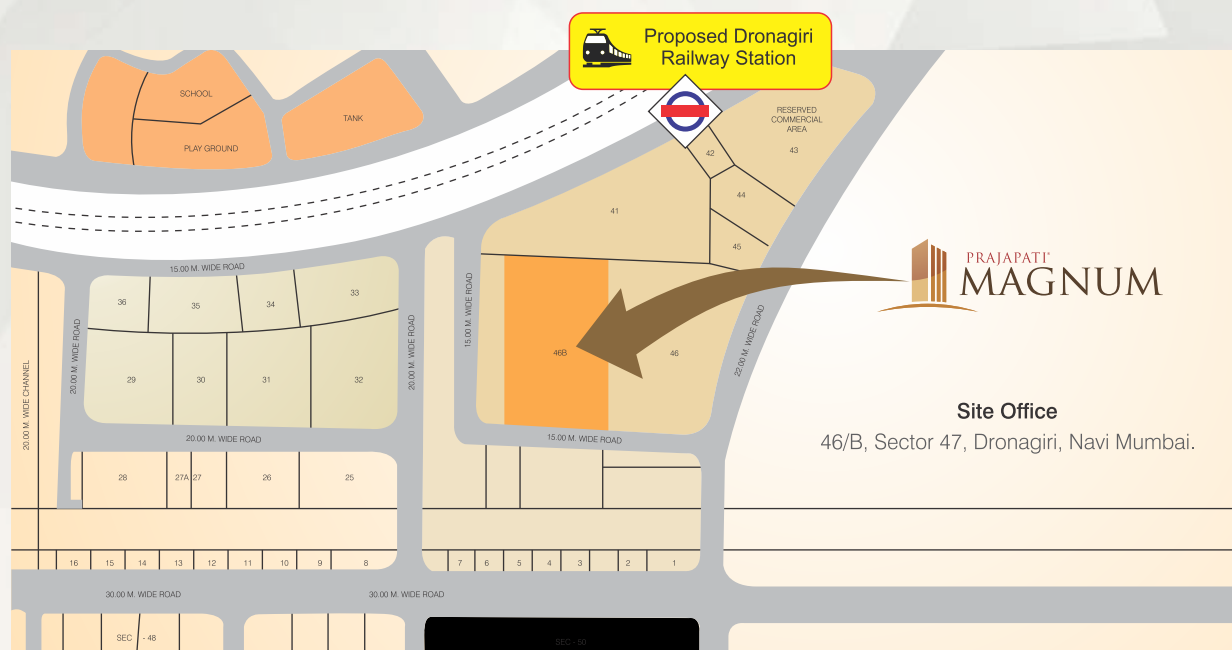 Proposed Dronagiri
Railway Station
SCHOOL
PLAY GROUND
TANK
RESERVED
COMMERCIAL
AREA
43
42
44
41
45
15.00 M. WIDE ROAD
PRAJAPATI
MAGNUM
36
35
34
33
20.00 M. WIDE CHANNEL
20.00 M. WIDE ROAD
29
30
31
32
20.00 M. WIDE ROAD
15.00 M. WIDE ROAD
46B
46
22.00 M. WIDE ROAD
Site Office
46/B, Sector 47, Dronagiri, Navi Mumbai.
20.00 M. WIDE ROAD
15.00 M. WIDE ROAD
28
27A
27
26
25
16
15
14
13
12
11
10
9
8
7
6
5
4
3
2
1
30.00 M. WIDE ROAD
30.00 M. WIDE ROAD
SEC - 48
SEC - 50